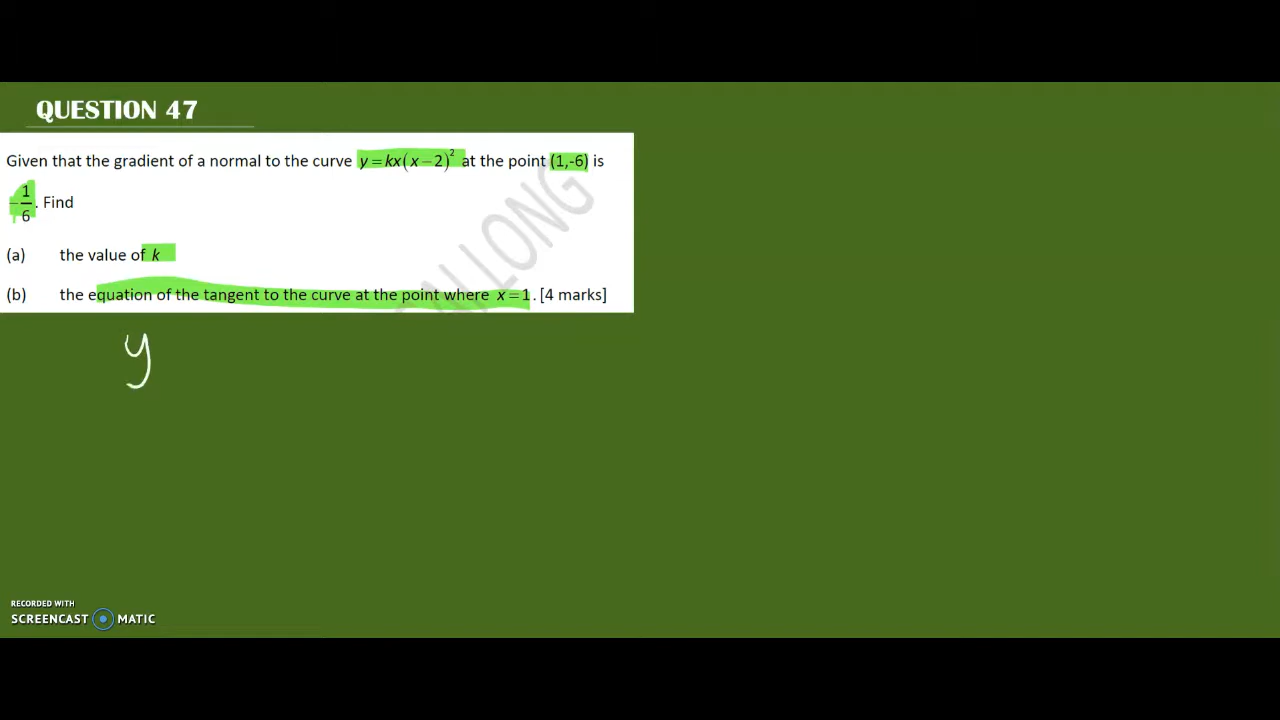 QUESTION 47
Given that the gradient of a normal to the curve y = kx(x − 2)² at the point (1,-6) is
−1/6. Find
(a) the value of k
(b) the equation of the tangent to the curve at the point where x = 1. [4 marks]
LONG
y
RECORDED WITH
SCREENCAST MATIC